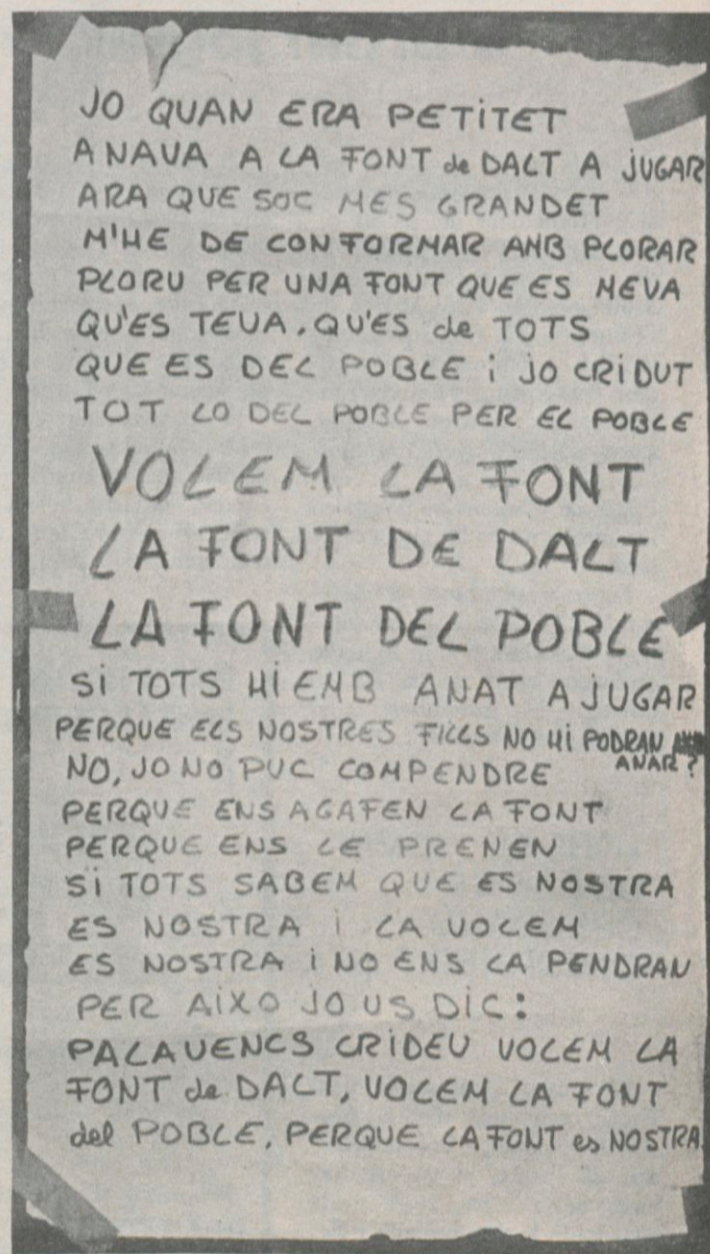 JO QUAN ERA PETiTET
ANAVA A LA FONT de DALT A JUGAR
ARA QUE SOC MES GRANDET
M'HE DE CONFORMAR AMB PLORAR
PLORU PER UNA FONT QUE ES MEVA
QU'ES TEUA. QU'ES de TOTS
QUE ES DEL POBLE i JO CRiDUT
TOT LO DEL POBLE PER EL POBLE
VOLEM LA FONT
LA FONT DE DALT
LA FONT DEL POBLE
Si TOTS Hi EMB ANAT A JUGAR
PERQUE ELS NOSTRES FILLS NO Hi PODRAN
ANAR?
NO, JO NO PUC COMPENDRE
PERQUE ENS AGAFEN LA FONT
PERQUE ENS LE PRENEN
Si TOTS SABEM QUE ES NOSTRA
ES NOSTRA i LA VOLEM
ES NOSTRA i NO ENS LA PENDRAN
PER AiXO JO US DiC:
PALAUENCS CRiDEU VOLEM LA
FONT de DALT, VOLEM LA FONT
del POBLE, PERQUE LA FONT es NOSTRA.